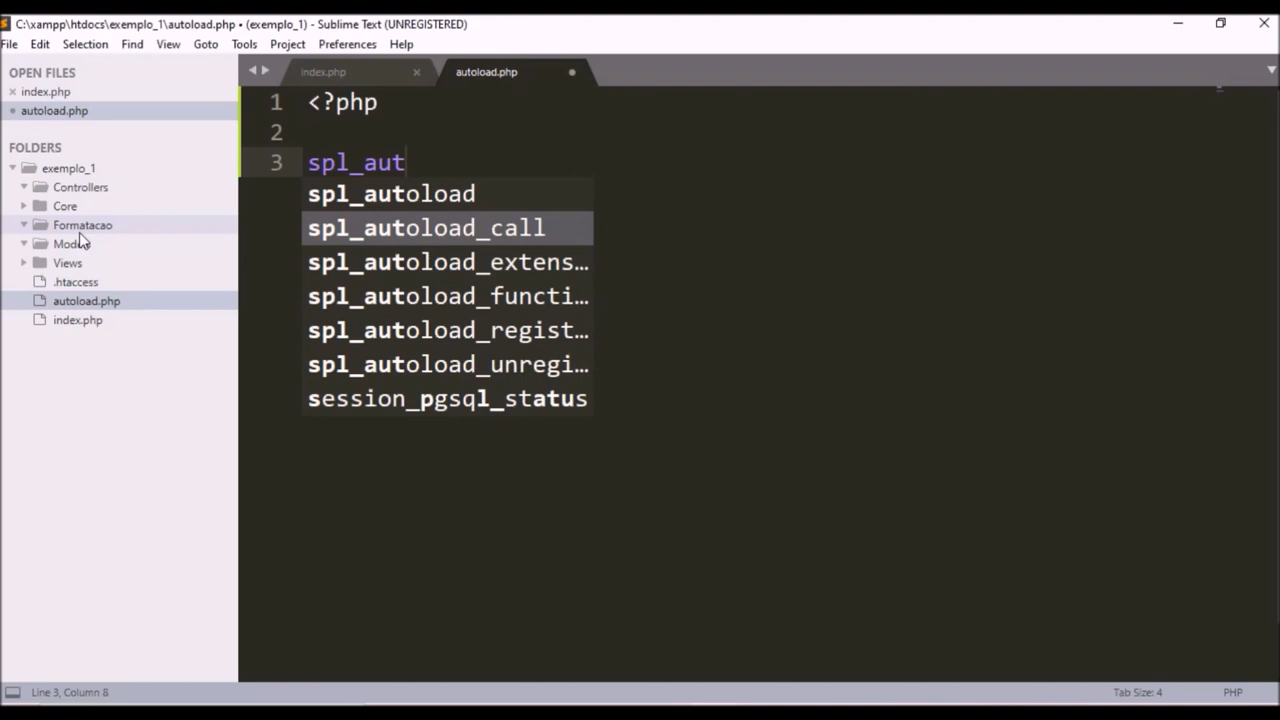 C:\xampp\htdocs\exemplo_1\autoload.php • (exemplo_1) - Sublime Text (UNREGISTERED)
File Edit Selection Find View Goto Tools Project Preferences Help
OPEN FILES
index.php
autoload.php
FOLDERS
exemplo_1
Controllers
Core
Formatacao
Views
.htaccess
autoload.php
index.php
index.php
autoload.php
1 <?php
2
3 spl_aut
spl_autoload
spl_autoload_call
spl_autoload_extens…
spl_autoload_functi…
spl_autoload_regist…
spl_autoload_unregi…
session_pgsql_status
Line 3, Column 8
Tab Size: 4
PHP